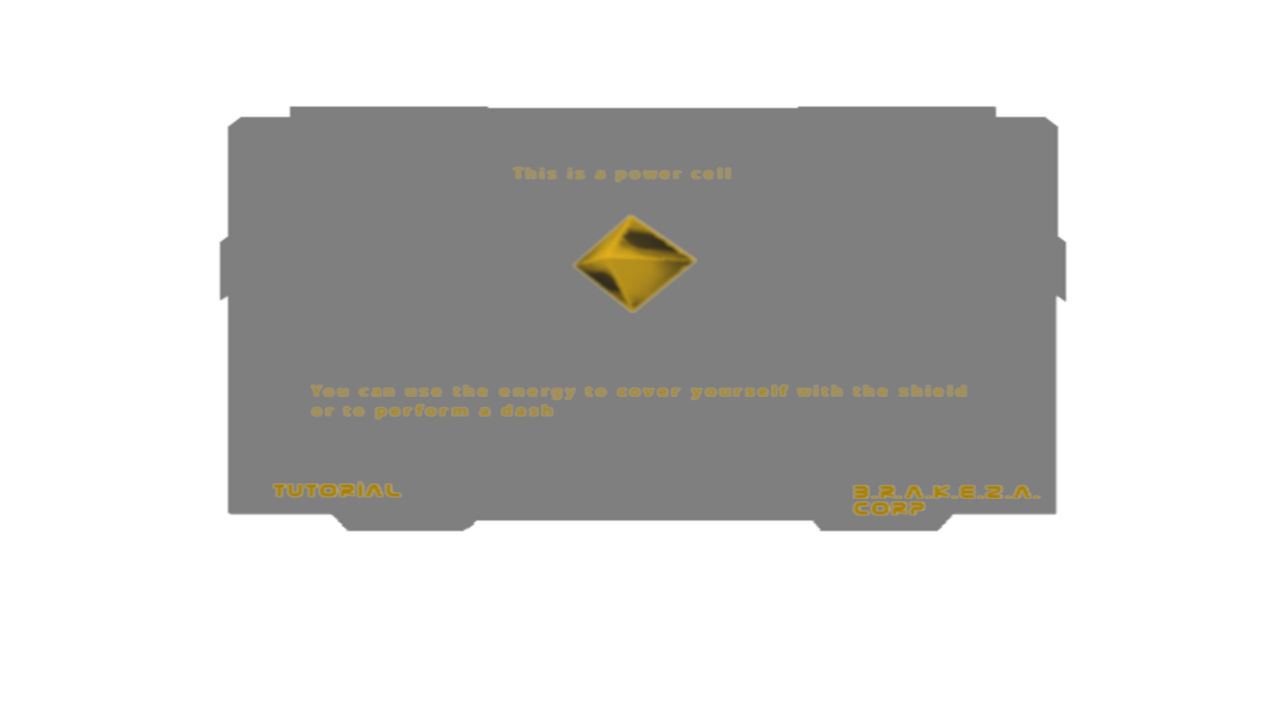 This is a power cell
You can use the energy to cover yourself with the shield
or to perform a dash
TUTORIAL
B.R.A.K.E.Z.A.
CORP